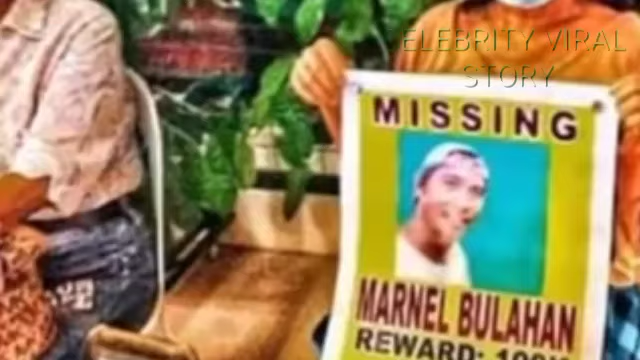 ELEBRITY VIRAL
STORY
MISSING
MARNEL BULAHAN
REWARD: